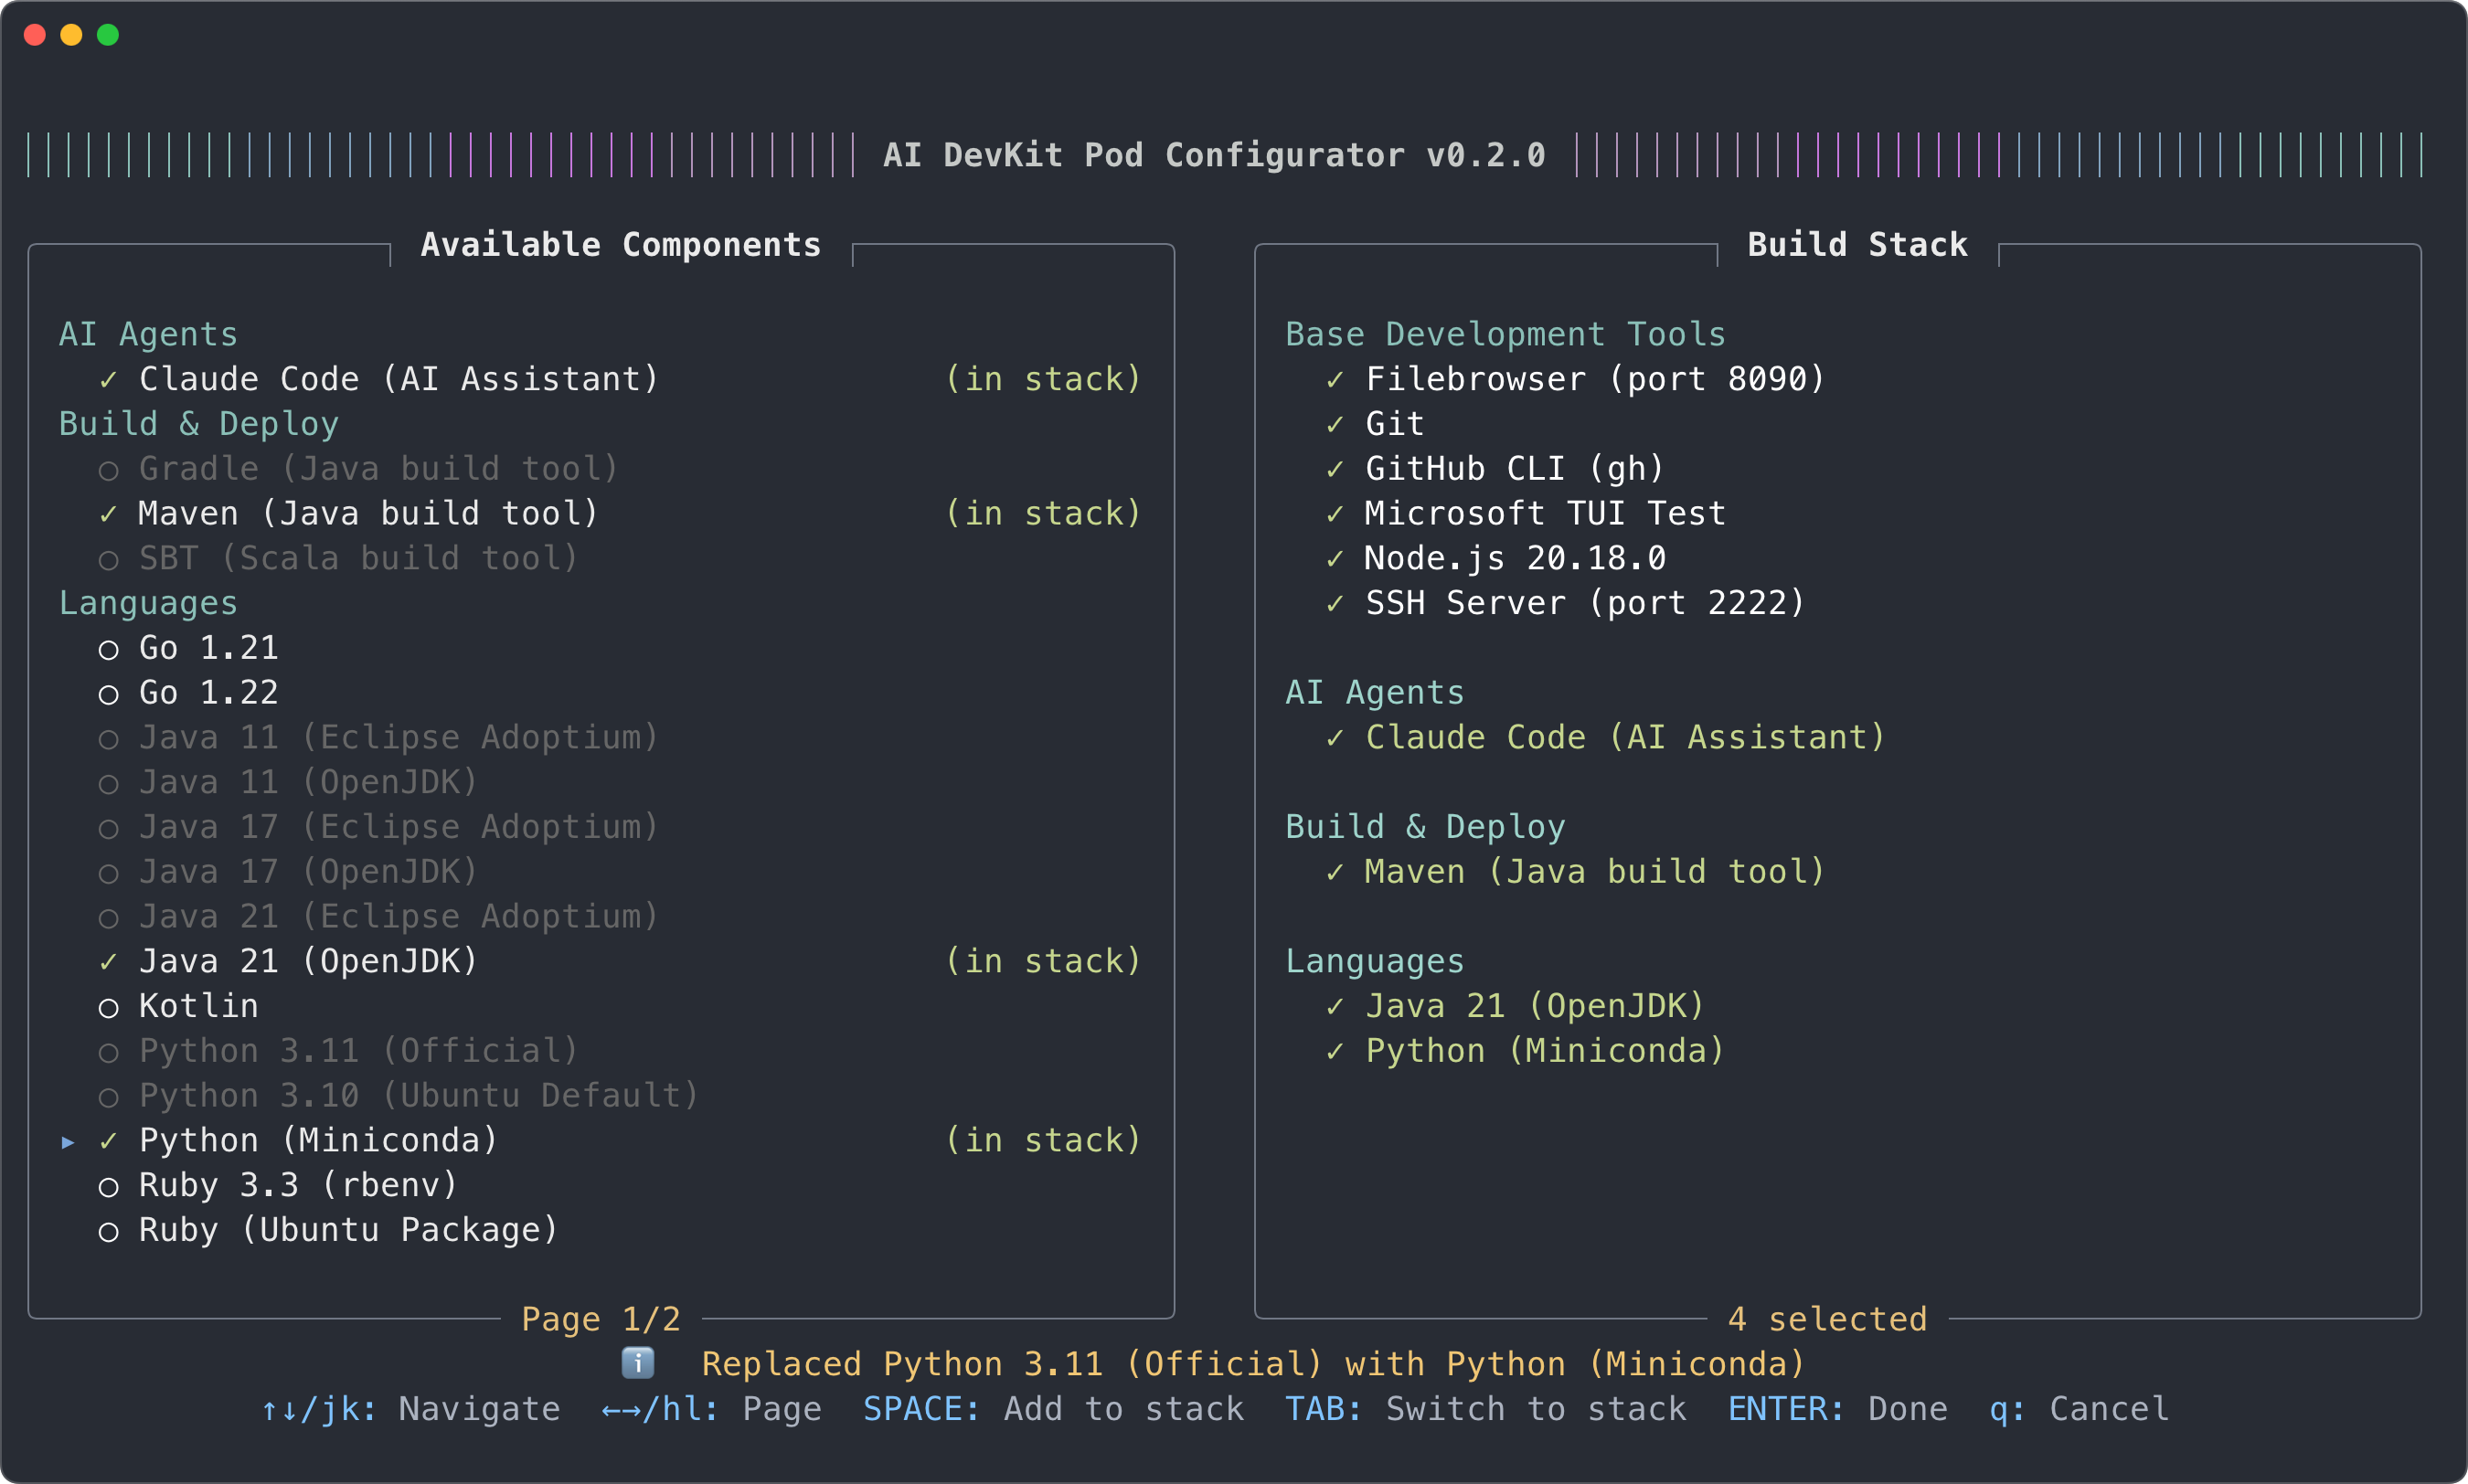 AI DevKit Pod Configurator v0.2.0
Available Components
AI Agents
✓ Claude Code (AI Assistant) (in stack)
Build & Deploy
○ Gradle (Java build tool)
✓ Maven (Java build tool) (in stack)
○ SBT (Scala build tool)
Languages
○ Go 1.21
○ Go 1.22
○ Java 11 (Eclipse Adoptium)
○ Java 11 (OpenJDK)
○ Java 17 (Eclipse Adoptium)
○ Java 17 (OpenJDK)
○ Java 21 (Eclipse Adoptium)
✓ Java 21 (OpenJDK) (in stack)
○ Kotlin
○ Python 3.11 (Official)
○ Python 3.10 (Ubuntu Default)
▸ ✓ Python (Miniconda) (in stack)
○ Ruby 3.3 (rbenv)
○ Ruby (Ubuntu Package)
Page 1/2
Build Stack
Base Development Tools
✓ Filebrowser (port 8090)
✓ Git
✓ GitHub CLI (gh)
✓ Microsoft TUI Test
✓ Node.js 20.18.0
✓ SSH Server (port 2222)
AI Agents
✓ Claude Code (AI Assistant)
Build & Deploy
✓ Maven (Java build tool)
Languages
✓ Java 21 (OpenJDK)
✓ Python (Miniconda)
4 selected
ℹ Replaced Python 3.11 (Official) with Python (Miniconda)
↑↓/jk: Navigate ←→/hl: Page SPACE: Add to stack TAB: Switch to stack ENTER: Done q: Cancel